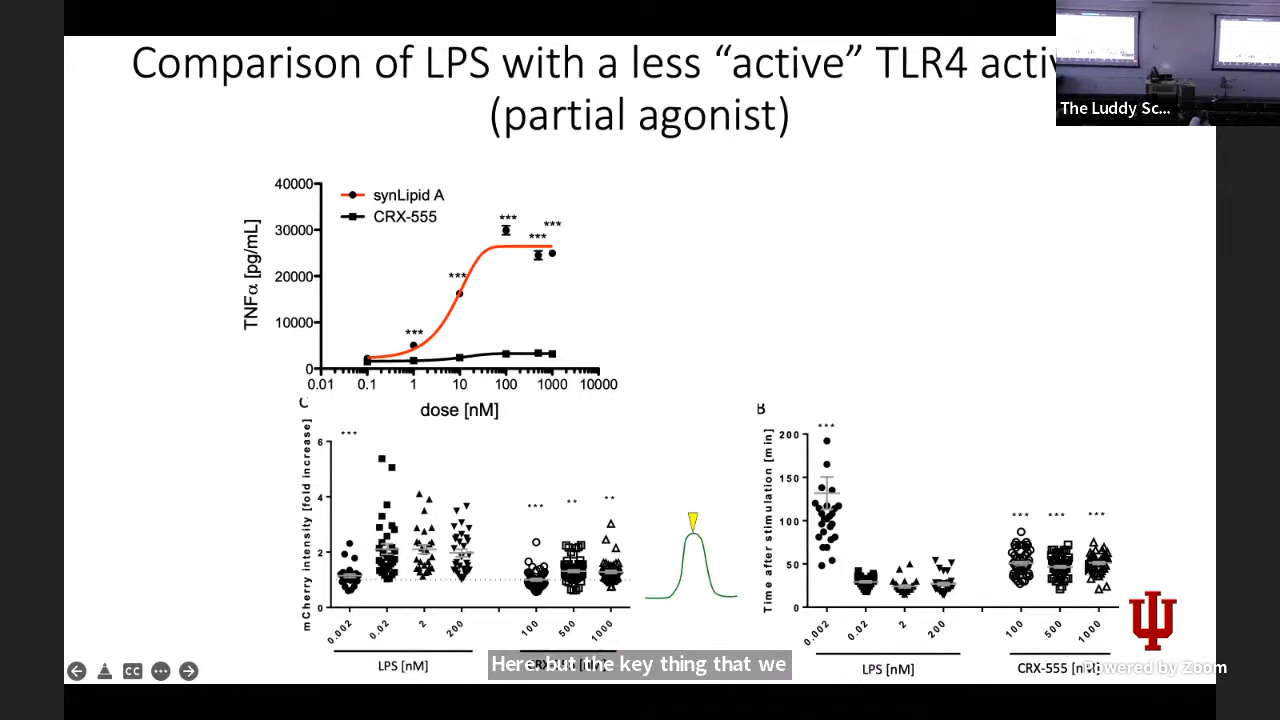 Comparison of LPS with a less “active” TLR4 activ
(partial agonist)
The Luddy Sc...
40000
30000
20000
10000
0
TNFα [pg/mL]
synLipid A
CRX-555
***
***
***
***
***
0.01 0.1 1 10 100 1000 10000
dose [nM]
C
mCherry intensity [fold increase]
6
4
2
0
***
***
**
**
0.002 0.02 2 200 100 500 1000
LPS [nM]
B
Time after stimulation [min]
200
150
100
50
0
***
***
***
***
0.002 0.02 2 200 100 500 1000
LPS [nM] CRX-555 [nM]
CC
Here, but the key thing that we
Powered by Zoom